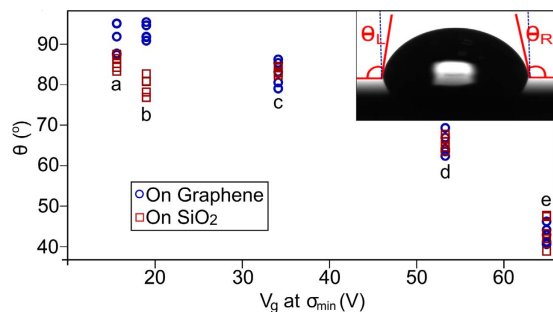 θL
θR
90
80
70
60
50
40
θ (º)
a
b
c
d
e
On Graphene
On SiO₂
20
30
40
50
60
Vg at σmin (V)